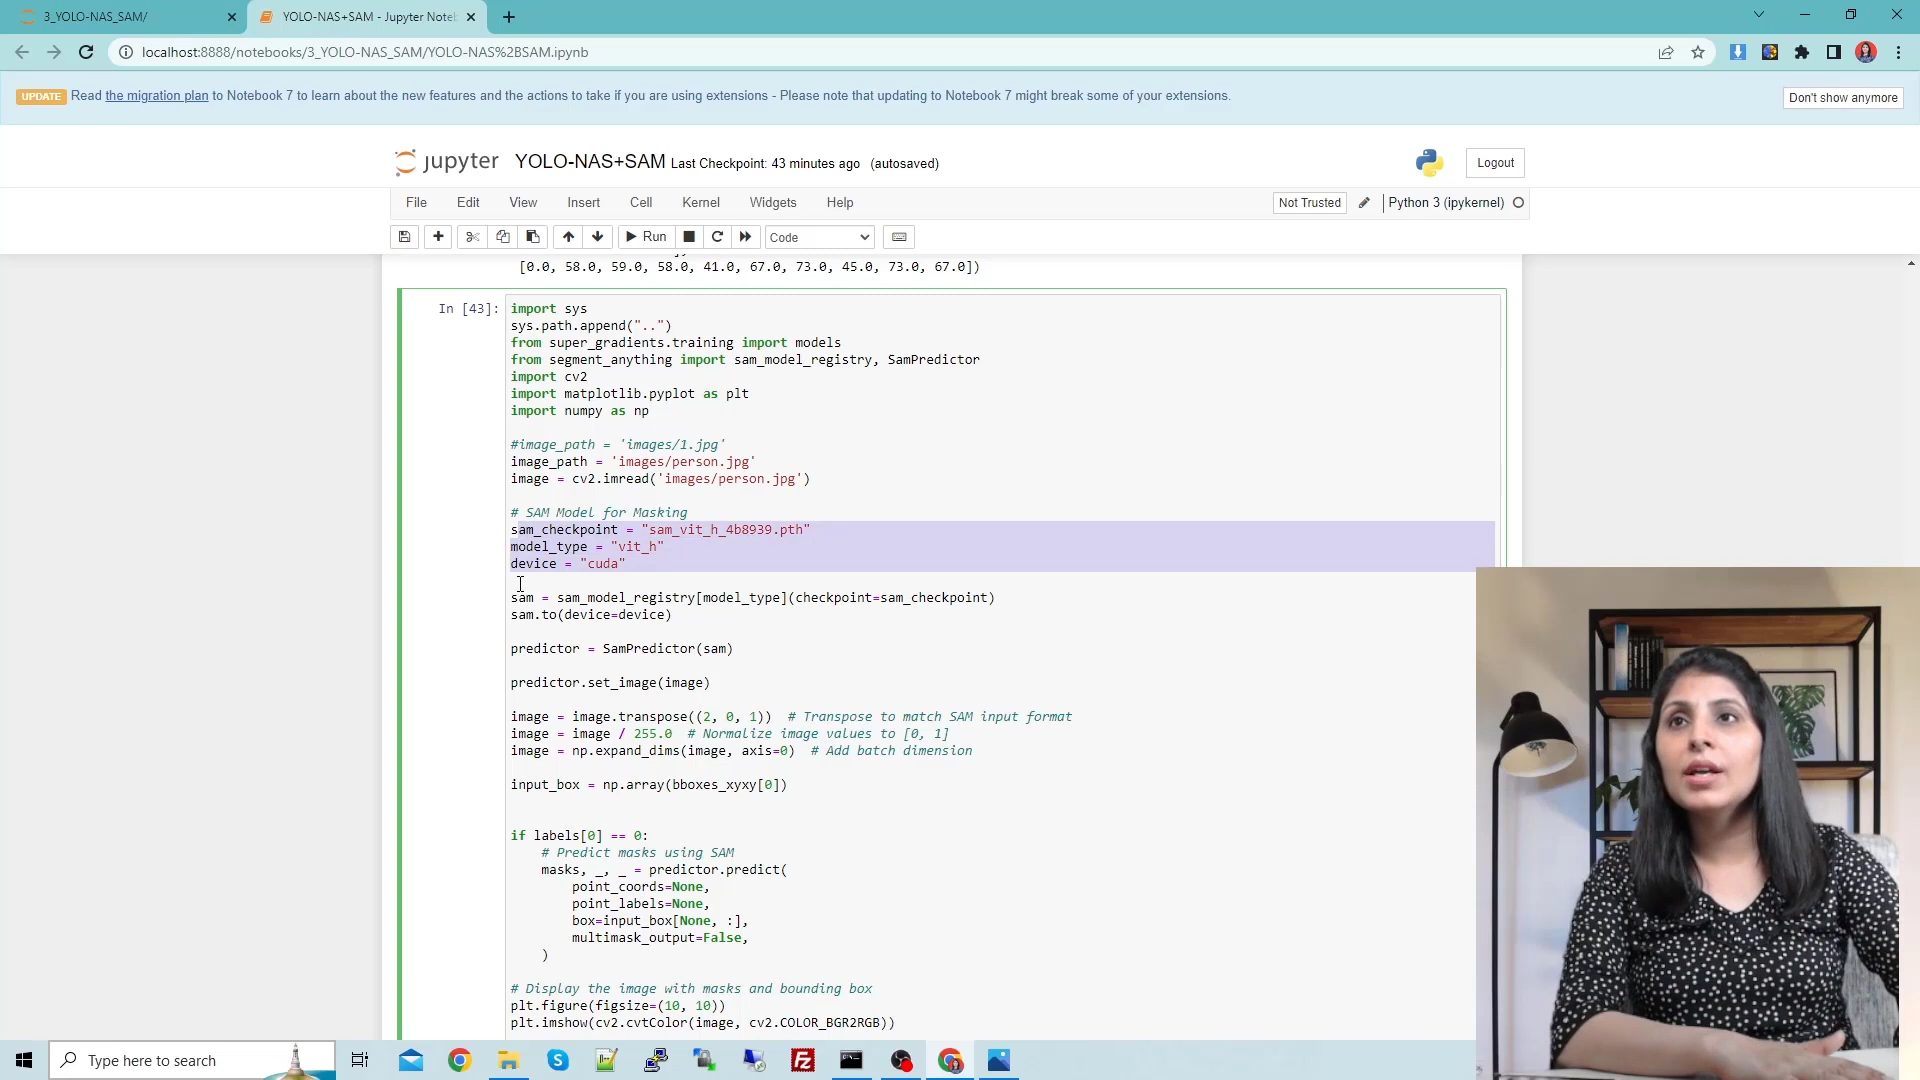 3_YOLO-NAS_SAM/
YOLO-NAS+SAM - Jupyter Noteb
localhost:8888/notebooks/3_YOLO-NAS_SAM/YOLO-NAS%2BSAM.ipynb
UPDATE Read the migration plan to Notebook 7 to learn about the new features and the actions to take if you are using extensions - Please note that updating to Notebook 7 might break some of your extensions.
Don't show anymore
jupyter YOLO-NAS+SAM Last Checkpoint: 43 minutes ago (autosaved)
Logout
File Edit View Insert Cell Kernel Widgets Help
Not Trusted
Python 3 (ipykernel)
Run
Code
[0.0, 58.0, 59.0, 58.0, 41.0, 67.0, 73.0, 45.0, 73.0, 67.0])
In [43]:
import sys
sys.path.append("..")
from super_gradients.training import models
from segment_anything import sam_model_registry, SamPredictor
import cv2
import matplotlib.pyplot as plt
import numpy as np
#image_path = 'images/1.jpg'
image_path = 'images/person.jpg'
image = cv2.imread('images/person.jpg')
# SAM Model for Masking
sam_checkpoint = "sam_vit_h_4b8939.pth"
model_type = "vit_h"
device = "cuda"
sam = sam_model_registry[model_type](checkpoint=sam_checkpoint)
sam.to(device=device)
predictor = SamPredictor(sam)
predictor.set_image(image)
image = image.transpose((2, 0, 1))  # Transpose to match SAM input format
image = image / 255.0  # Normalize image values to [0, 1]
image = np.expand_dims(image, axis=0)  # Add batch dimension
input_box = np.array(bboxes_xyxy[0])
if labels[0] == 0:
    # Predict masks using SAM
    masks, _, _ = predictor.predict(
        point_coords=None,
        point_labels=None,
        box=input_box[None, :],
        multimask_output=False,
    )
# Display the image with masks and bounding box
plt.figure(figsize=(10, 10))
plt.imshow(cv2.cvtColor(image, cv2.COLOR_BGR2RGB))
Type here to search